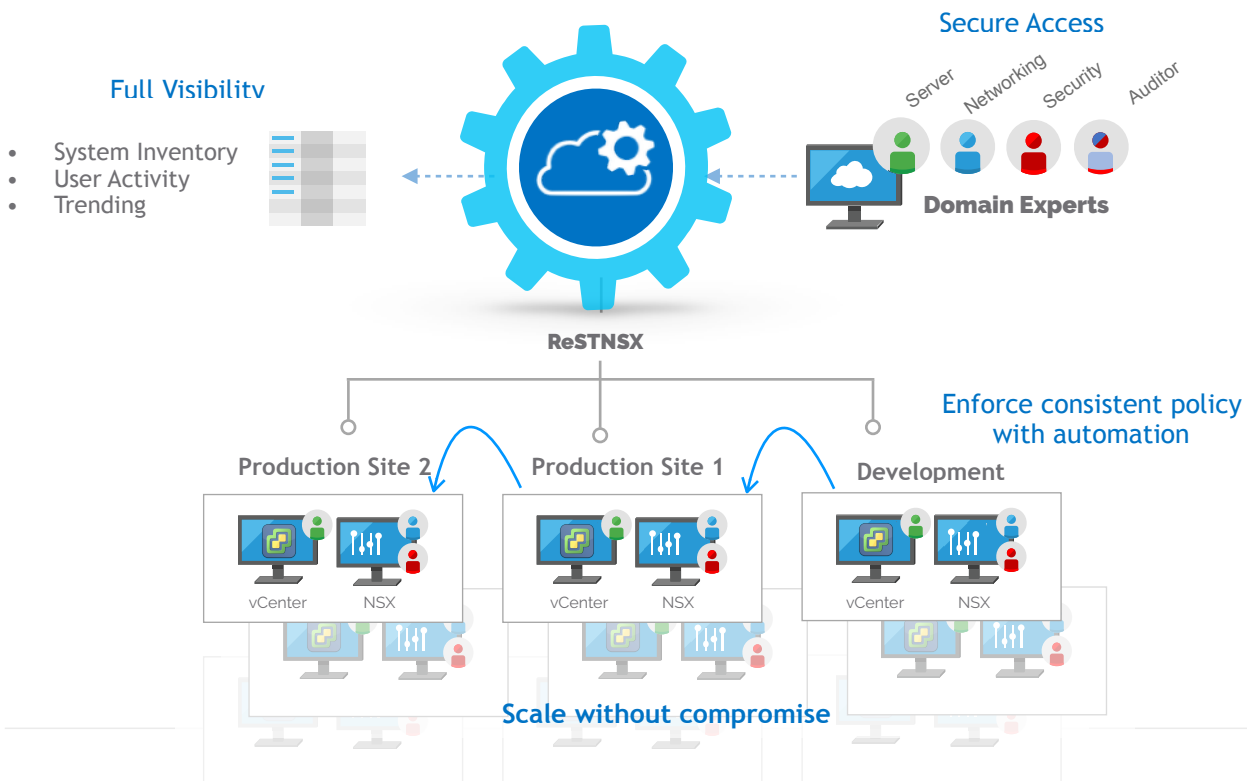 Secure Access
Server
Networking
Security
Auditor
Full Visibility
• System Inventory
• User Activity
• Trending
Domain Experts
ReSTNSX
Enforce consistent policy
with automation
Production Site 2
Production Site 1
Development
vCenter
NSX
vCenter
NSX
vCenter
NSX
Scale without compromise